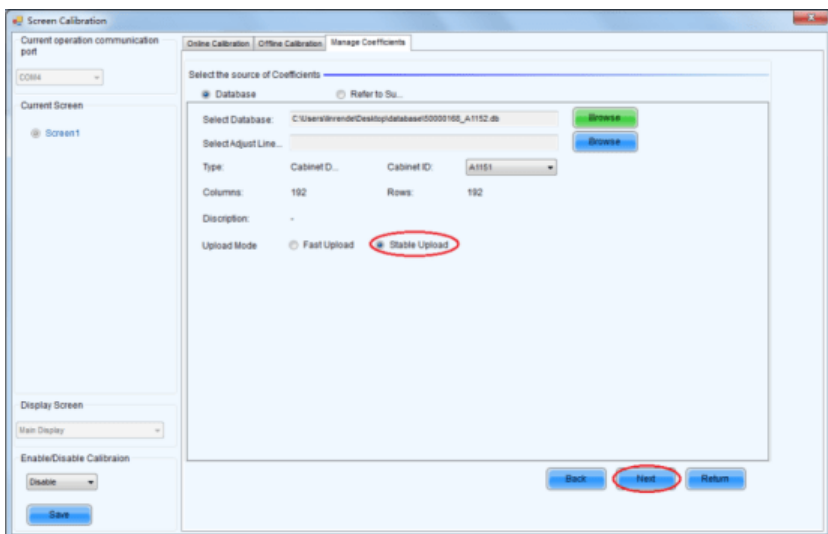 Screen Calibration
Current operation communication
port
COM4
Current Screen
Screen1
Display Screen
Main Display
Enable/Disable Calibraion
Disable
Save
Online Calibration Offline Calibration Manage Coefficients
Select the source of Coefficients
Database Refer to Su...
Select Database: C:\Users\linrende\Desktop\database\50000168_A1152.db Browse
Select Adjust Line... Browse
Type: Cabinet D... Cabinet ID: A1151
Columns: 192 Rows: 192
Discription: -
Upload Mode Fast Upload Stable Upload
Back Next Return